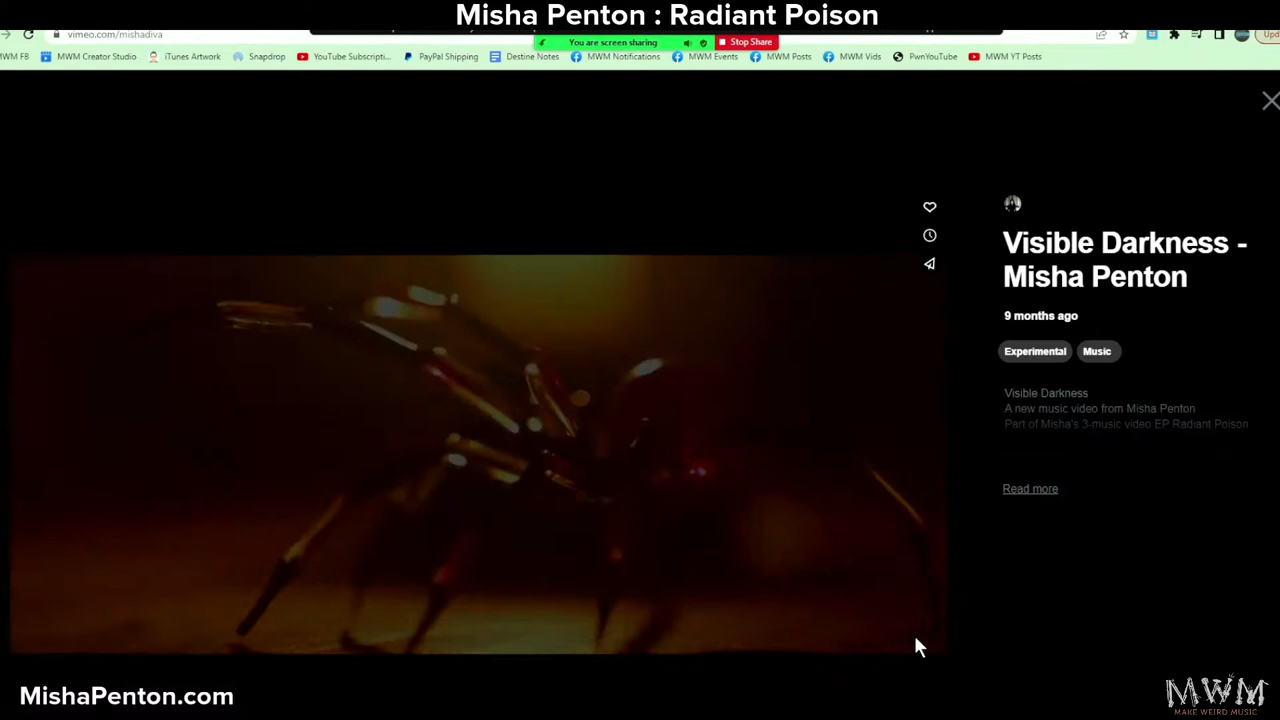 Misha Penton : Radiant Poison
vimeo.com/mishadiva
You are screen sharing
Stop Share
MWM FB
MWM Creator Studio
iTunes Artwork
Snapdrop
YouTube Subscripti...
PayPal Shipping
Destine Notes
MWM Notifications
MWM Events
MWM Posts
MWM Vids
PwnYouTube
MWM YT Posts
Visible Darkness -
Misha Penton
9 months ago
Experimental
Music
Visible Darkness
A new music video from Misha Penton
Part of Misha's 3-music video EP Radiant Poison
Read more
MishaPenton.com
MWM
MAKE WEIRD MUSIC